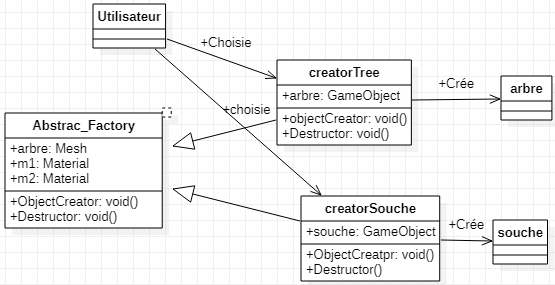 Utilisateur
+Choisie
creatorTree
+arbre: GameObject
+objectCreator: void()
+Destructor: void()
+Crée
arbre
+choisie
Abstrac_Factory
+arbre: Mesh
+m1: Material
+m2: Material
+ObjectCreator: void()
+Destructor: void()
creatorSouche
+souche: GameObject
+ObjectCreatpr: void()
+Destructor()
+Crée
souche